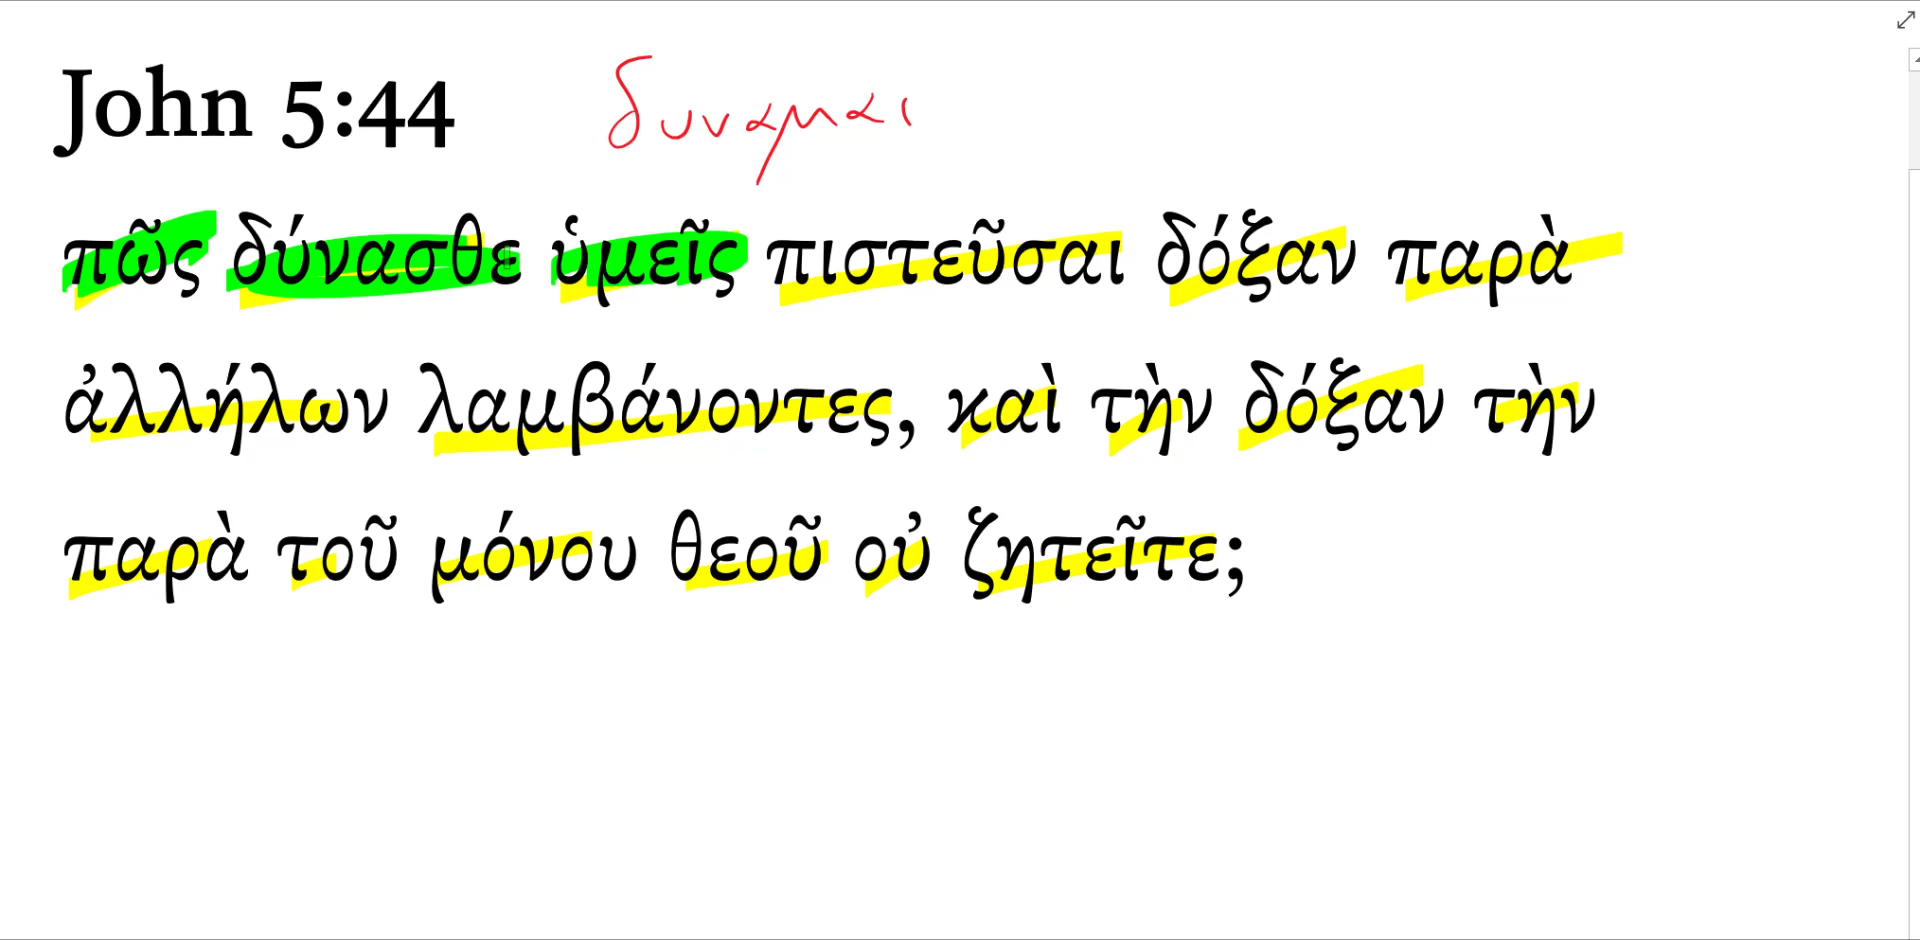 John 5:44 δυναμαι
πῶς δύνασθε ὑμεῖς πιστεῦσαι δόξαν παρὰ
ἀλλήλων λαμβάνοντες, καὶ τὴν δόξαν τὴν
παρὰ τοῦ μόνου θεοῦ οὐ ζητεῖτε;